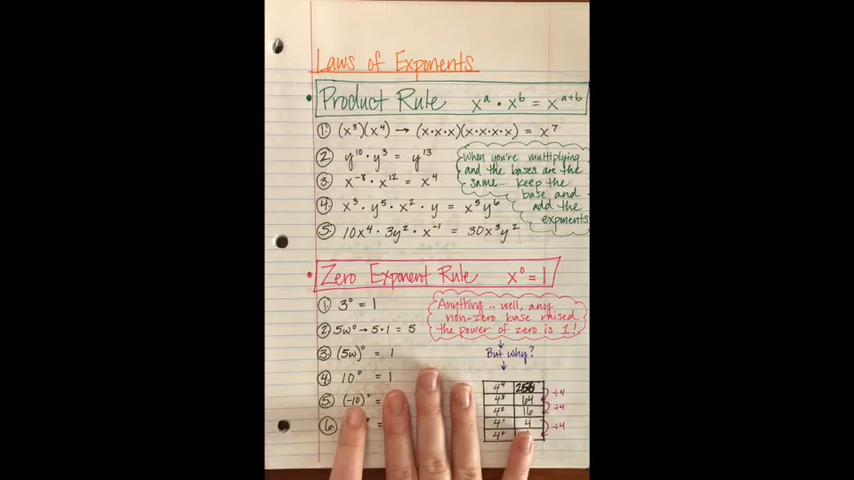 Laws of Exponents
Product Rule x^a · x^b = x^(a+b)
1. (x³)(x⁴) → (x·x·x)(x·x·x·x) = x⁷
2. y¹⁰ · y³ = y¹³
3. x⁻⁸ · x¹² = x⁴
4. x³ · y⁵ · x² · y = x⁵y⁶
5. 10x⁴ · 3y² · x⁻¹ = 30x³y²
When you're multiplying
and the bases are the
same... keep the
base and
add the
exponents
Zero Exponent Rule x⁰ = 1
1. 3⁰ = 1
2. 5w⁰ → 5·1 = 5
3. (5w)⁰ = 1
4. 10⁰ = 1
5. (-10)⁰ =
6. ⁰ =
Anything.. well, any
non-zero base raised
the power of zero is 1!
But why?
4⁴ 256
4³ 64
4² 16
4¹ 4
4⁰
÷4
÷4
÷4